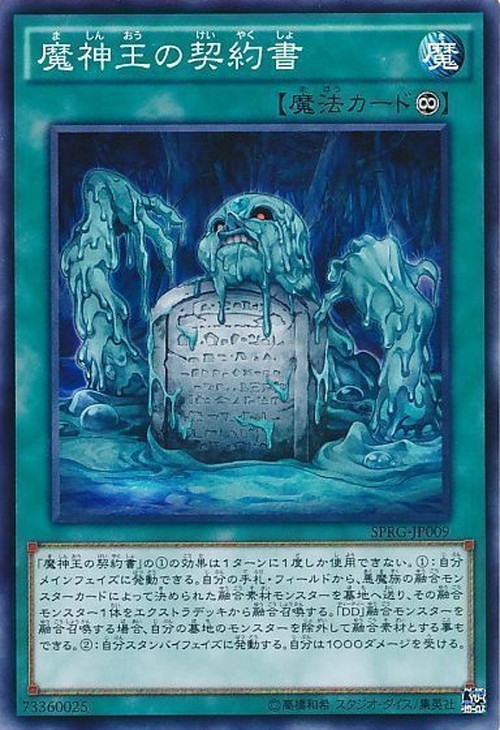 魔神王の契約書
魔
【魔法カード∞】
SPRG-JP009
「魔神王の契約書」の①の効果は1ターンに1度しか使用できない。①:自分
メインフェイズに発動できる。自分の手札・フィールドから、悪魔族の融合モン
スターカードによって決められた融合素材モンスターを墓地へ送り、その融合
モンスター1体をエクストラデッキから融合召喚する。「DD」融合モンスターを
融合召喚する場合、自分の墓地のモンスターを除外して融合素材とする事も
できる。②:自分スタンバイフェイズに発動する。自分は1000ダメージを受ける。
73360025
©高橋和希 スタジオ・ダイス/集英社